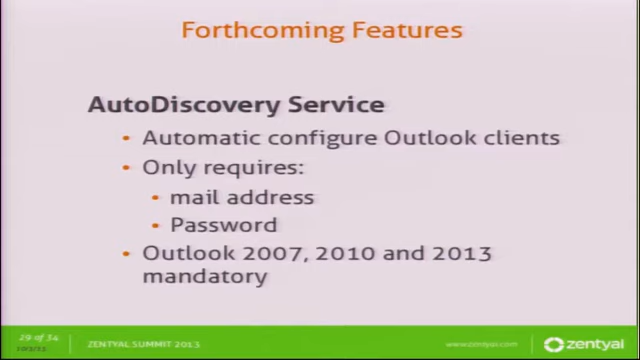 Forthcoming Features
AutoDiscovery Service
• Automatic configure Outlook clients
• Only requires:
• mail address
• Password
• Outlook 2007, 2010 and 2013
mandatory
29 of 34
ZENTYAL SUMMIT 2013
www.zentyal.com
zentyal